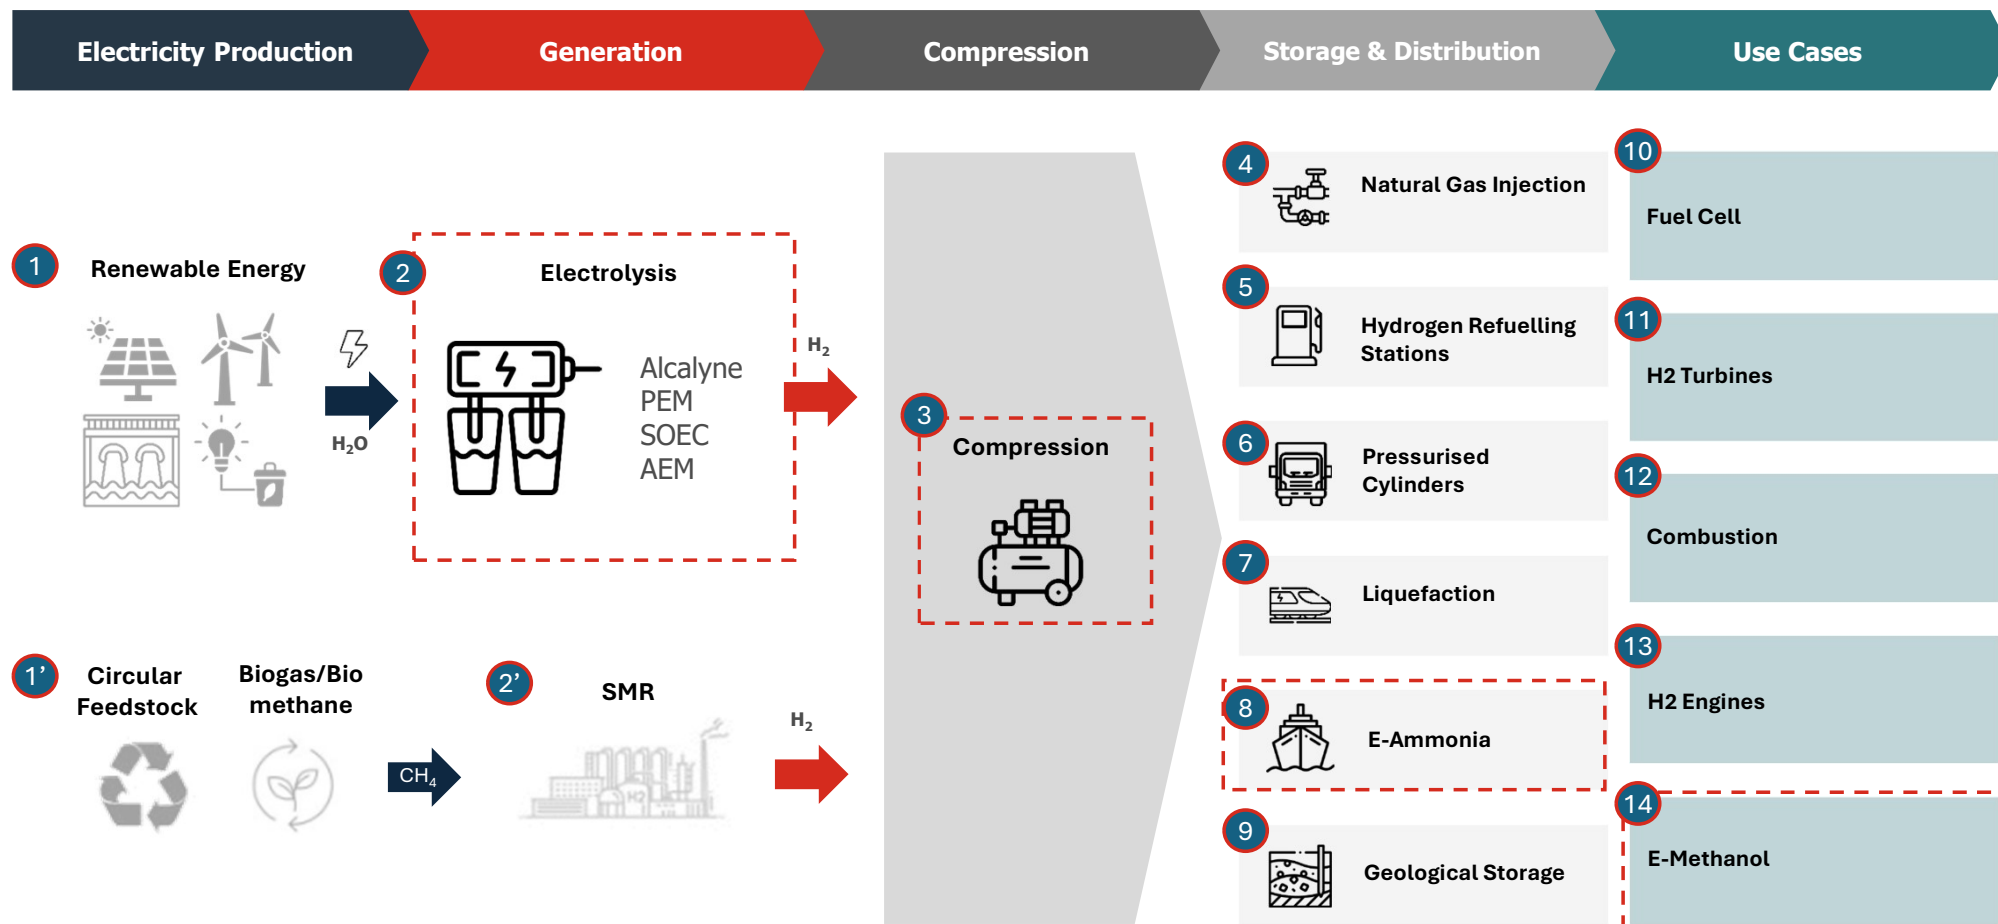 Electricity Production
Generation
Compression
Storage & Distribution
Use Cases
1
Renewable Energy
H₂O
2
Electrolysis
Alcalyne
PEM
SOEC
AEM
H₂
1’
Circular
Feedstock
Biogas/Bio
methane
CH₄
2’
SMR
H2
H₂
3
Compression
4
Natural Gas Injection
5
Hydrogen Refuelling
Stations
6
Pressurised
Cylinders
7
Liquefaction
8
E-Ammonia
9
Geological Storage
10
Fuel Cell
11
H2 Turbines
12
Combustion
13
H2 Engines
14
E-Methanol